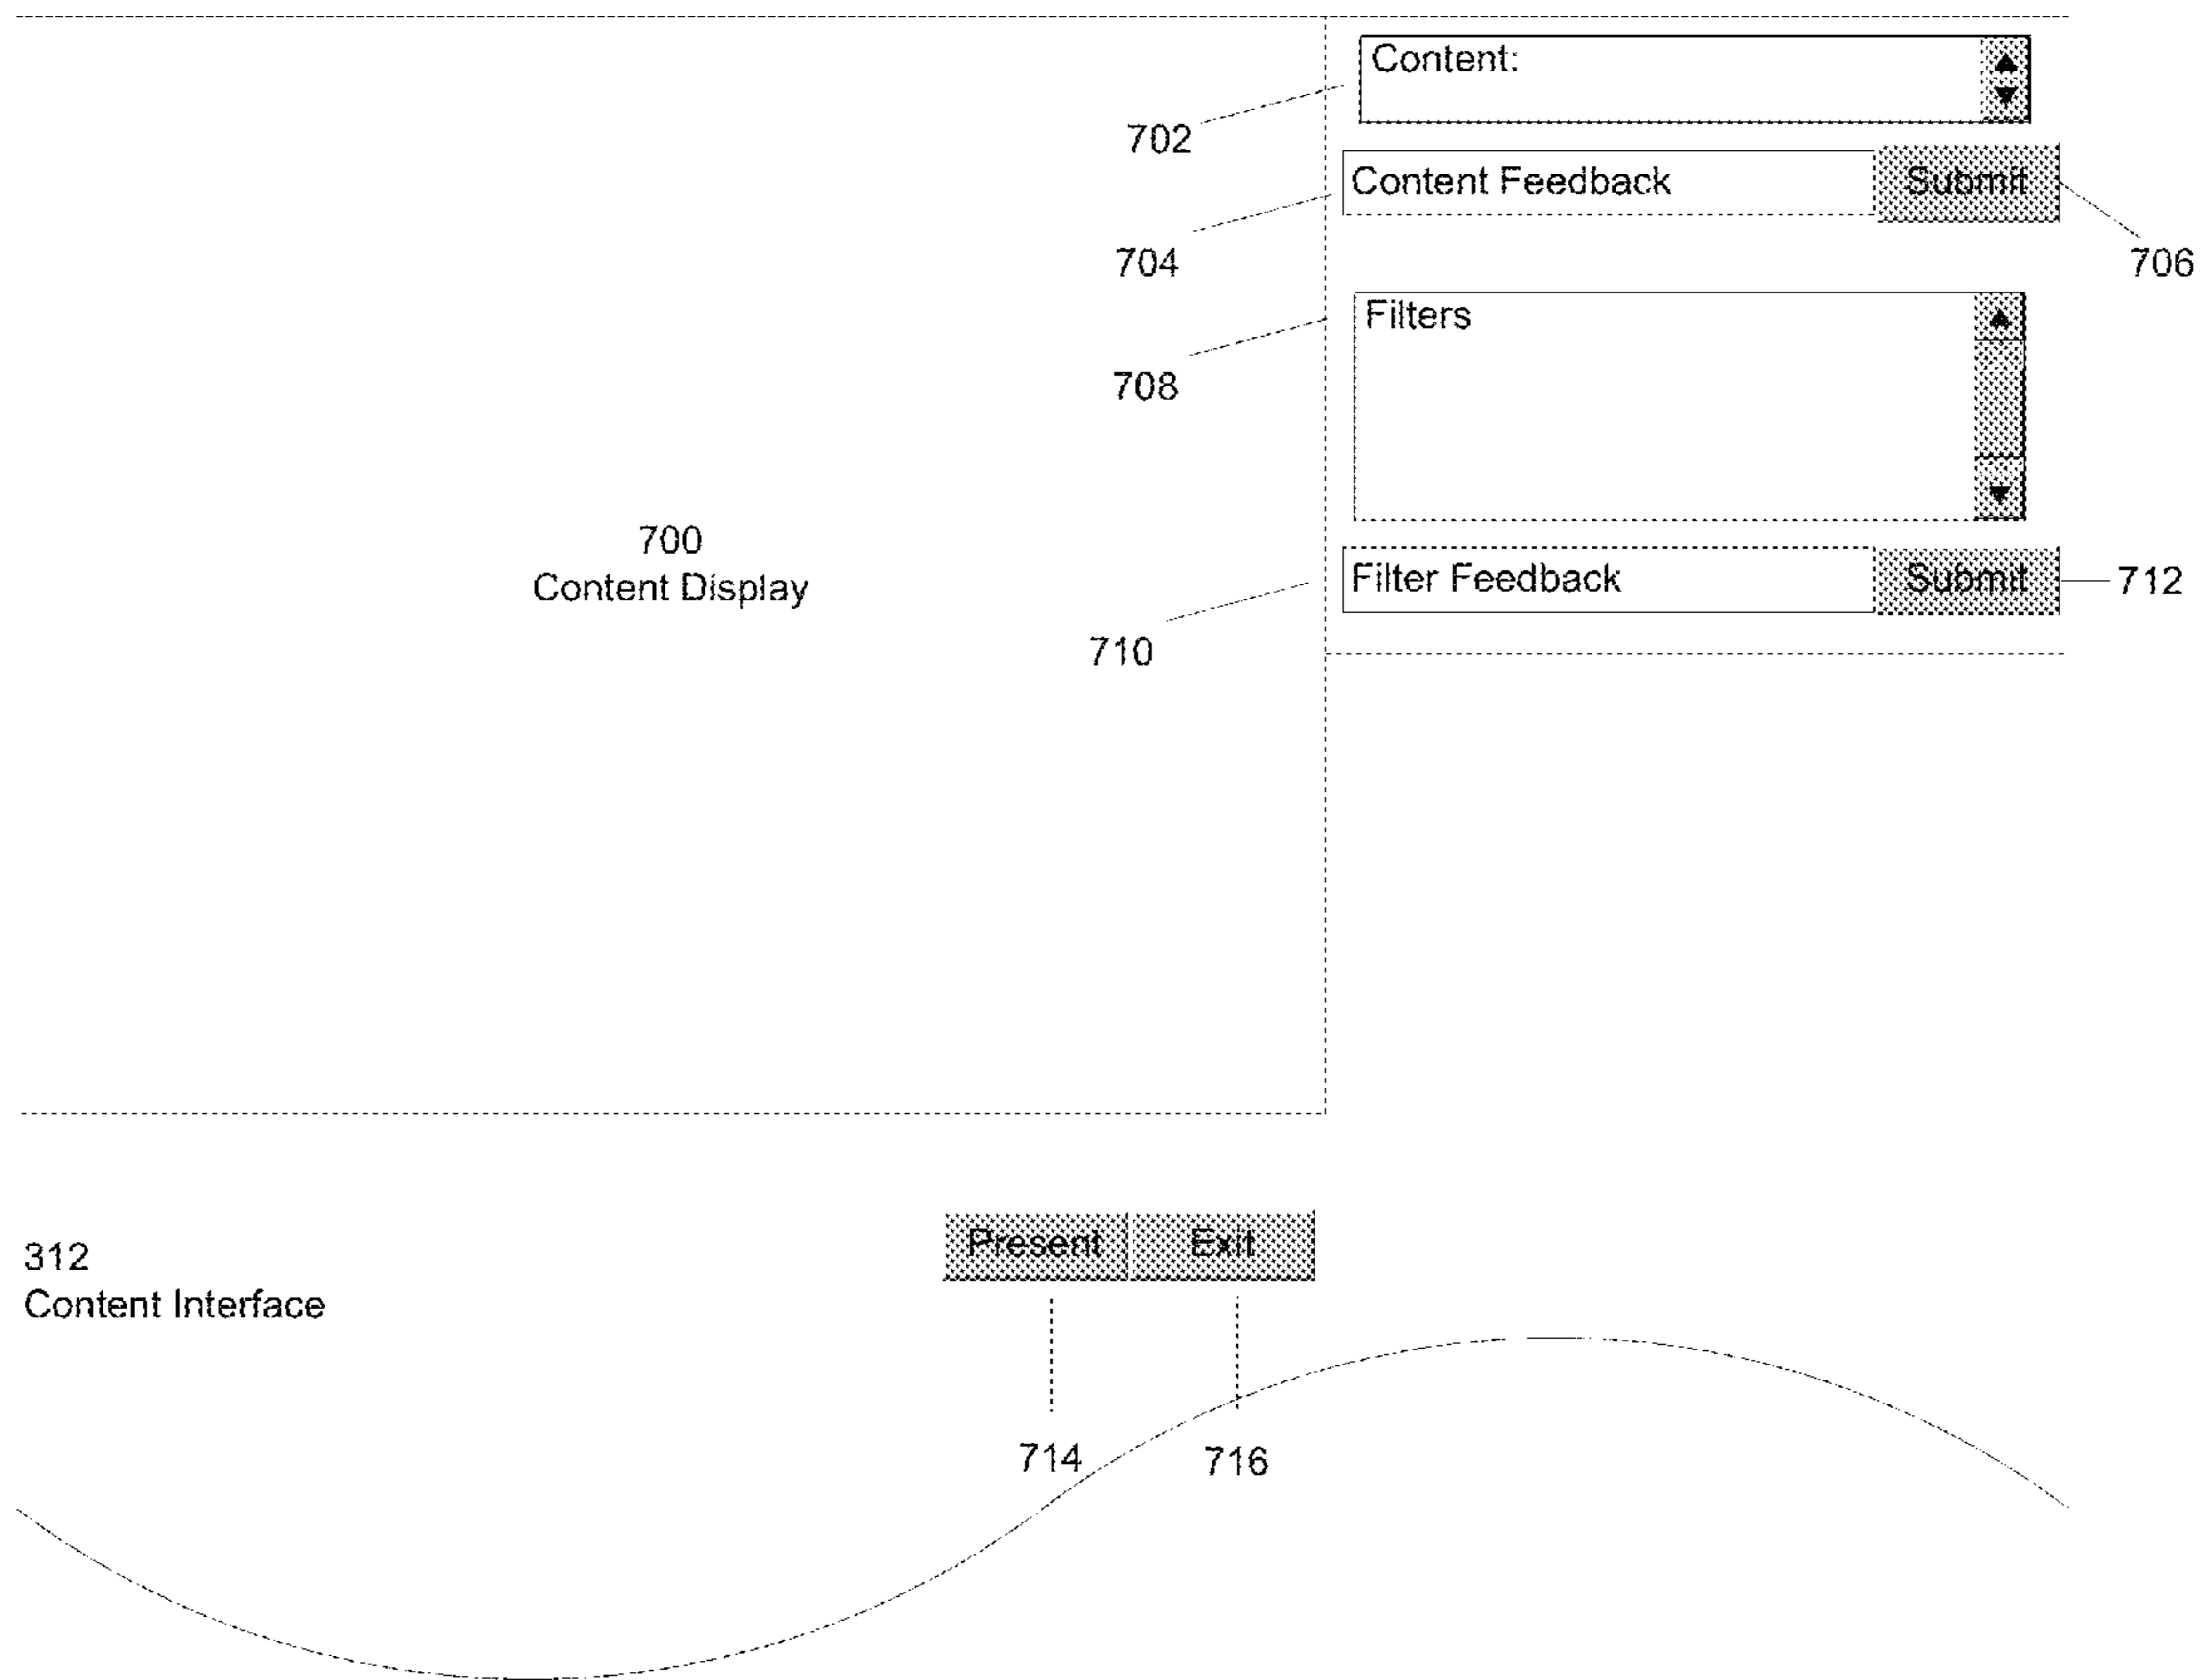 Content:
702
Content Feedback Submit
704
706
Filters
708
700
Content Display
Filter Feedback Submit
712
710
Present Exit
312
Content Interface
714
716